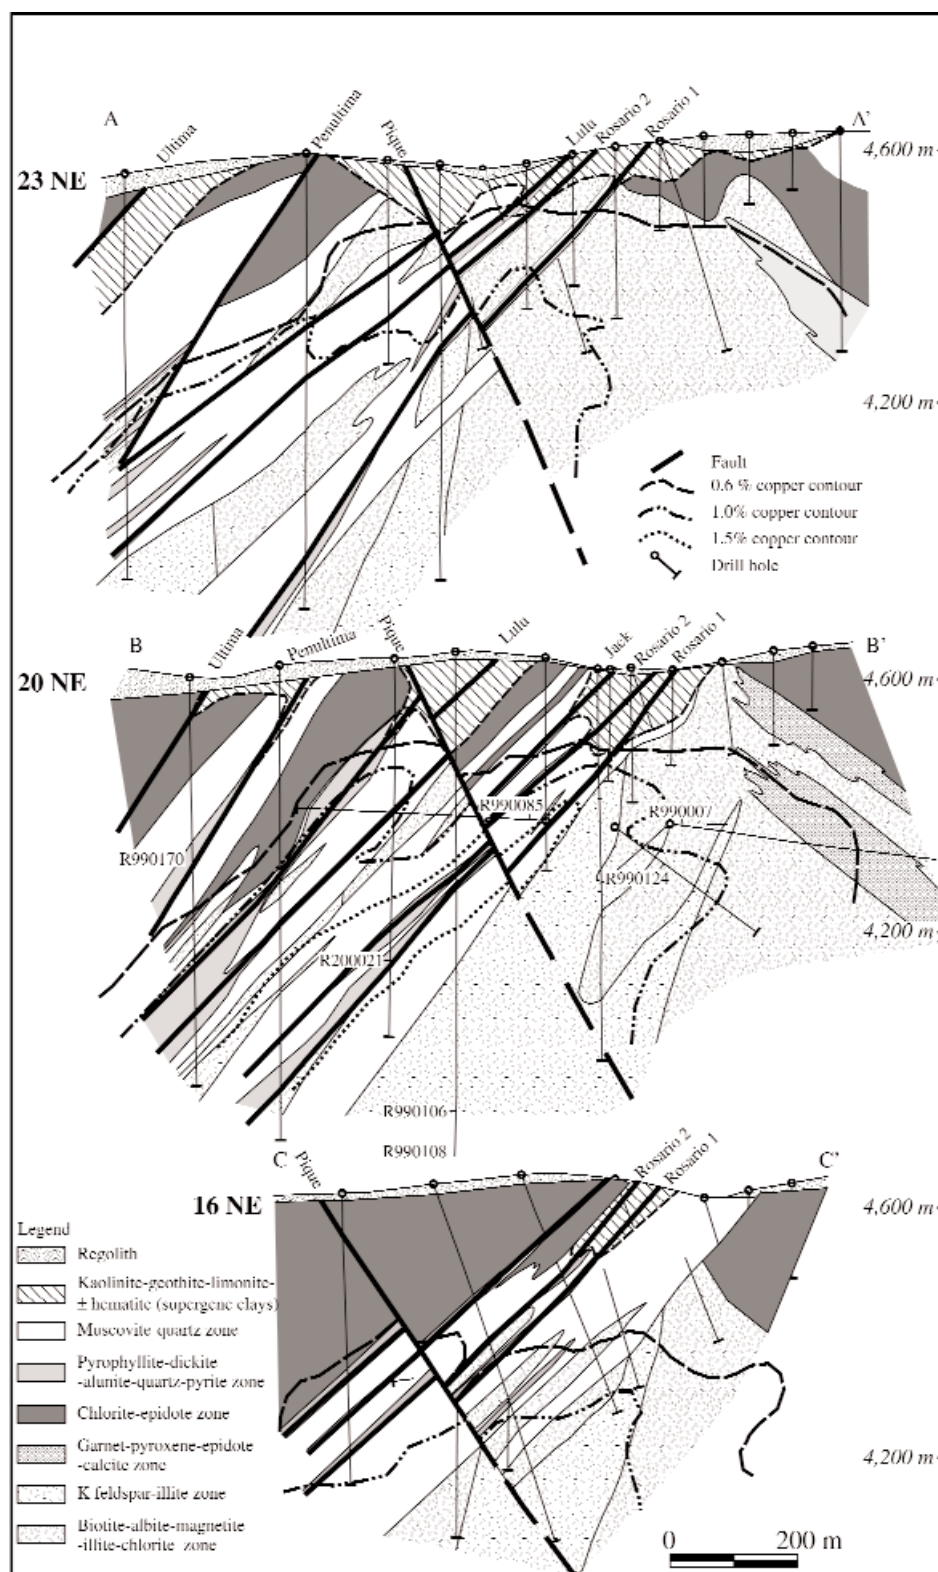 A
Ultima
Penultima
Pique
Lulu
Rosario 2
Rosario 1
A'
23 NE
4,600 m
4,200 m
Fault
0.6 % copper contour
1.0% copper contour
1.5% copper contour
Drill hole
B
Ultima
Penultima
Pique
Lulu
Jack
Rosario 2
Rosario 1
B'
20 NE
4,600 m
R990085
R990007
R990170
R990124
R200021
4,200 m
R990106
R990108
C
Pique
Rosario 2
Rosario 1
C'
16 NE
4,600 m
Legend
Regolith
Kaolinite-geothite-limonite-
± hematite (supergene clays)
Muscovite quartz zone
Pyrophyllite-dickite
-alunite-quartz-pyrite zone
Chlorite-epidote zone
Garnet-pyroxene-epidote
-calcite zone
K feldspar-illite zone
Biotite-albite-magnetite
-illite-chlorite zone
4,200 m
0 200 m